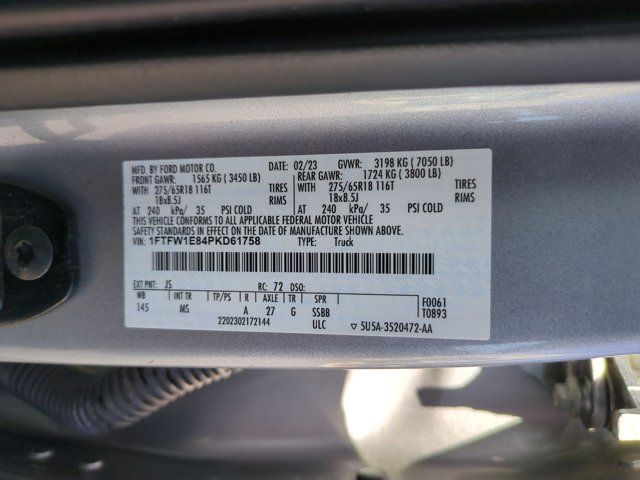 MFD. BY FORD MOTOR CO. 02/23 GVWR: 3198 KG ( 7050 LB)
FRONT GAWR: 1565 KG ( 3450 LB) REAR GAWR: 1724 KG ( 3800 LB)
WITH 275/65R18 116T TIRES WITH 275/65R18 116T TIRES
18x8.5J RIMS 18x8.5J RIMS
AT 240 kPa/ 35 PSI COLD AT 240 kPa/ 35 PSI COLD
THIS VEHICLE CONFORMS TO ALL APPLICABLE FEDERAL MOTOR VEHICLE
SAFETY STANDARDS IN EFFECT ON THE DATE OF MANUFACTURE SHOWN ABOVE.
VIN: 1FTFW1E84PKD61758 TYPE: Truck
EXT PNT: JS RC: 72 DSO:
WB INT TR TP/PS R AXLE TR SPR F0061
145 MS A 27 G SSBB T0893
2202302172144 ULC ▽ 5U5A-3520472-AA